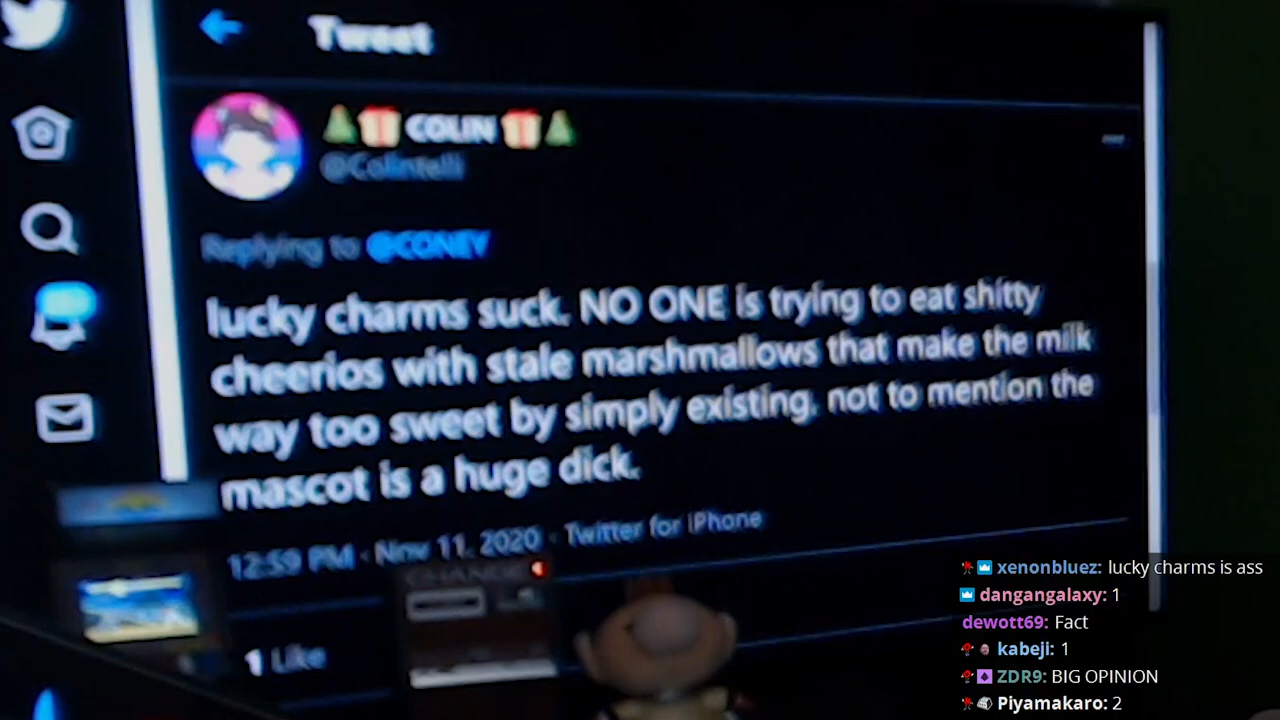 Tweet
COLIN
@Colintelli
Replying to @CONEY
lucky charms suck. NO ONE is trying to eat shitty
cheerios with stale marshmallows that make the milk
way too sweet by simply existing. not to mention the
mascot is a huge dick.
12:59 PM · Nov 11, 2020 · Twitter for iPhone
CHANGE
1 Like
xenonbluez: lucky charms is ass
dangangalaxy: 1
dewott69: Fact
kabeji: 1
ZDR9: BIG OPINION
Piyamakaro: 2